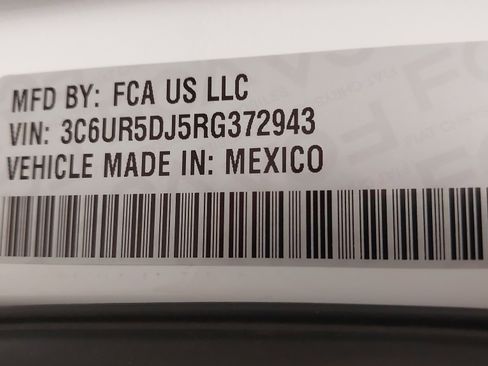 MFD BY: FCA US LLC
VIN: 3C6UR5DJ5RG372943
VEHICLE MADE IN: MEXICO